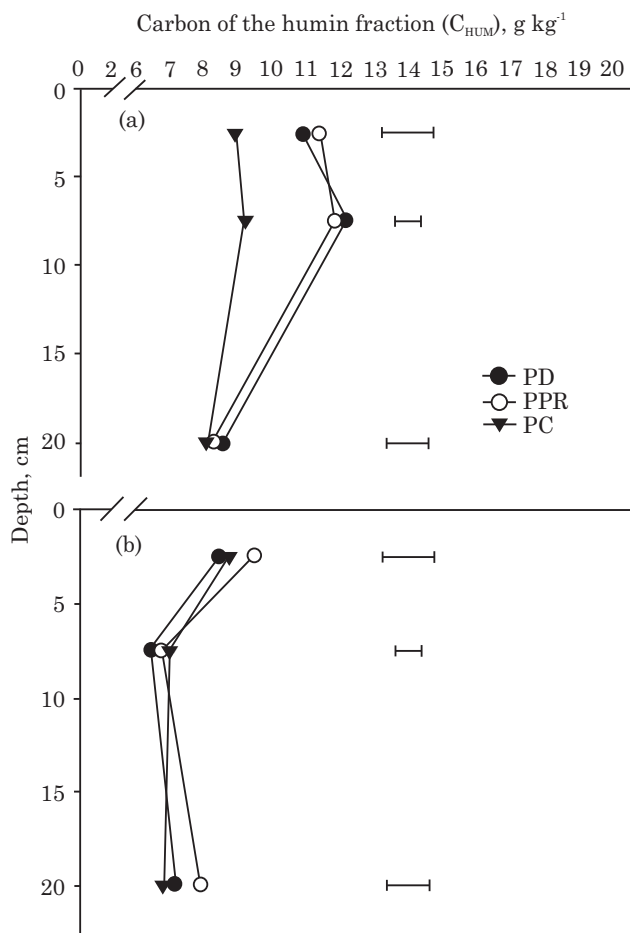 Carbon of the humin fraction (C_HUM), g kg⁻¹
0 2 6 7 8 9 10 11 12 13 14 15 16 17 18 19 20
0
(a)
5
10
15
PD
PPR
PC
20
Depth, cm
0
(b)
5
10
15
20